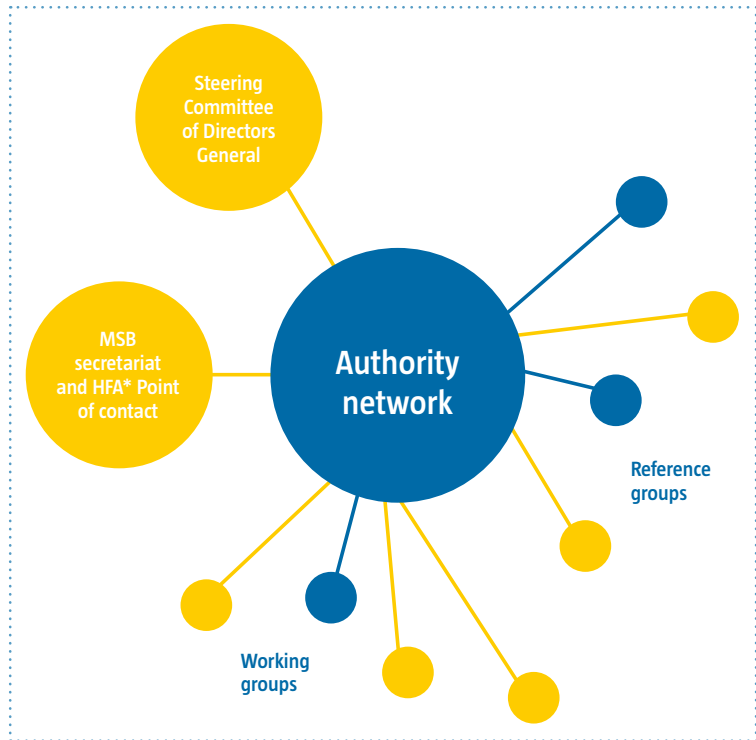 Steering
Committee
of Directors
General
MSB
secretariat
and HFA* Point
of contact
Authority
network
Reference
groups
Working
groups